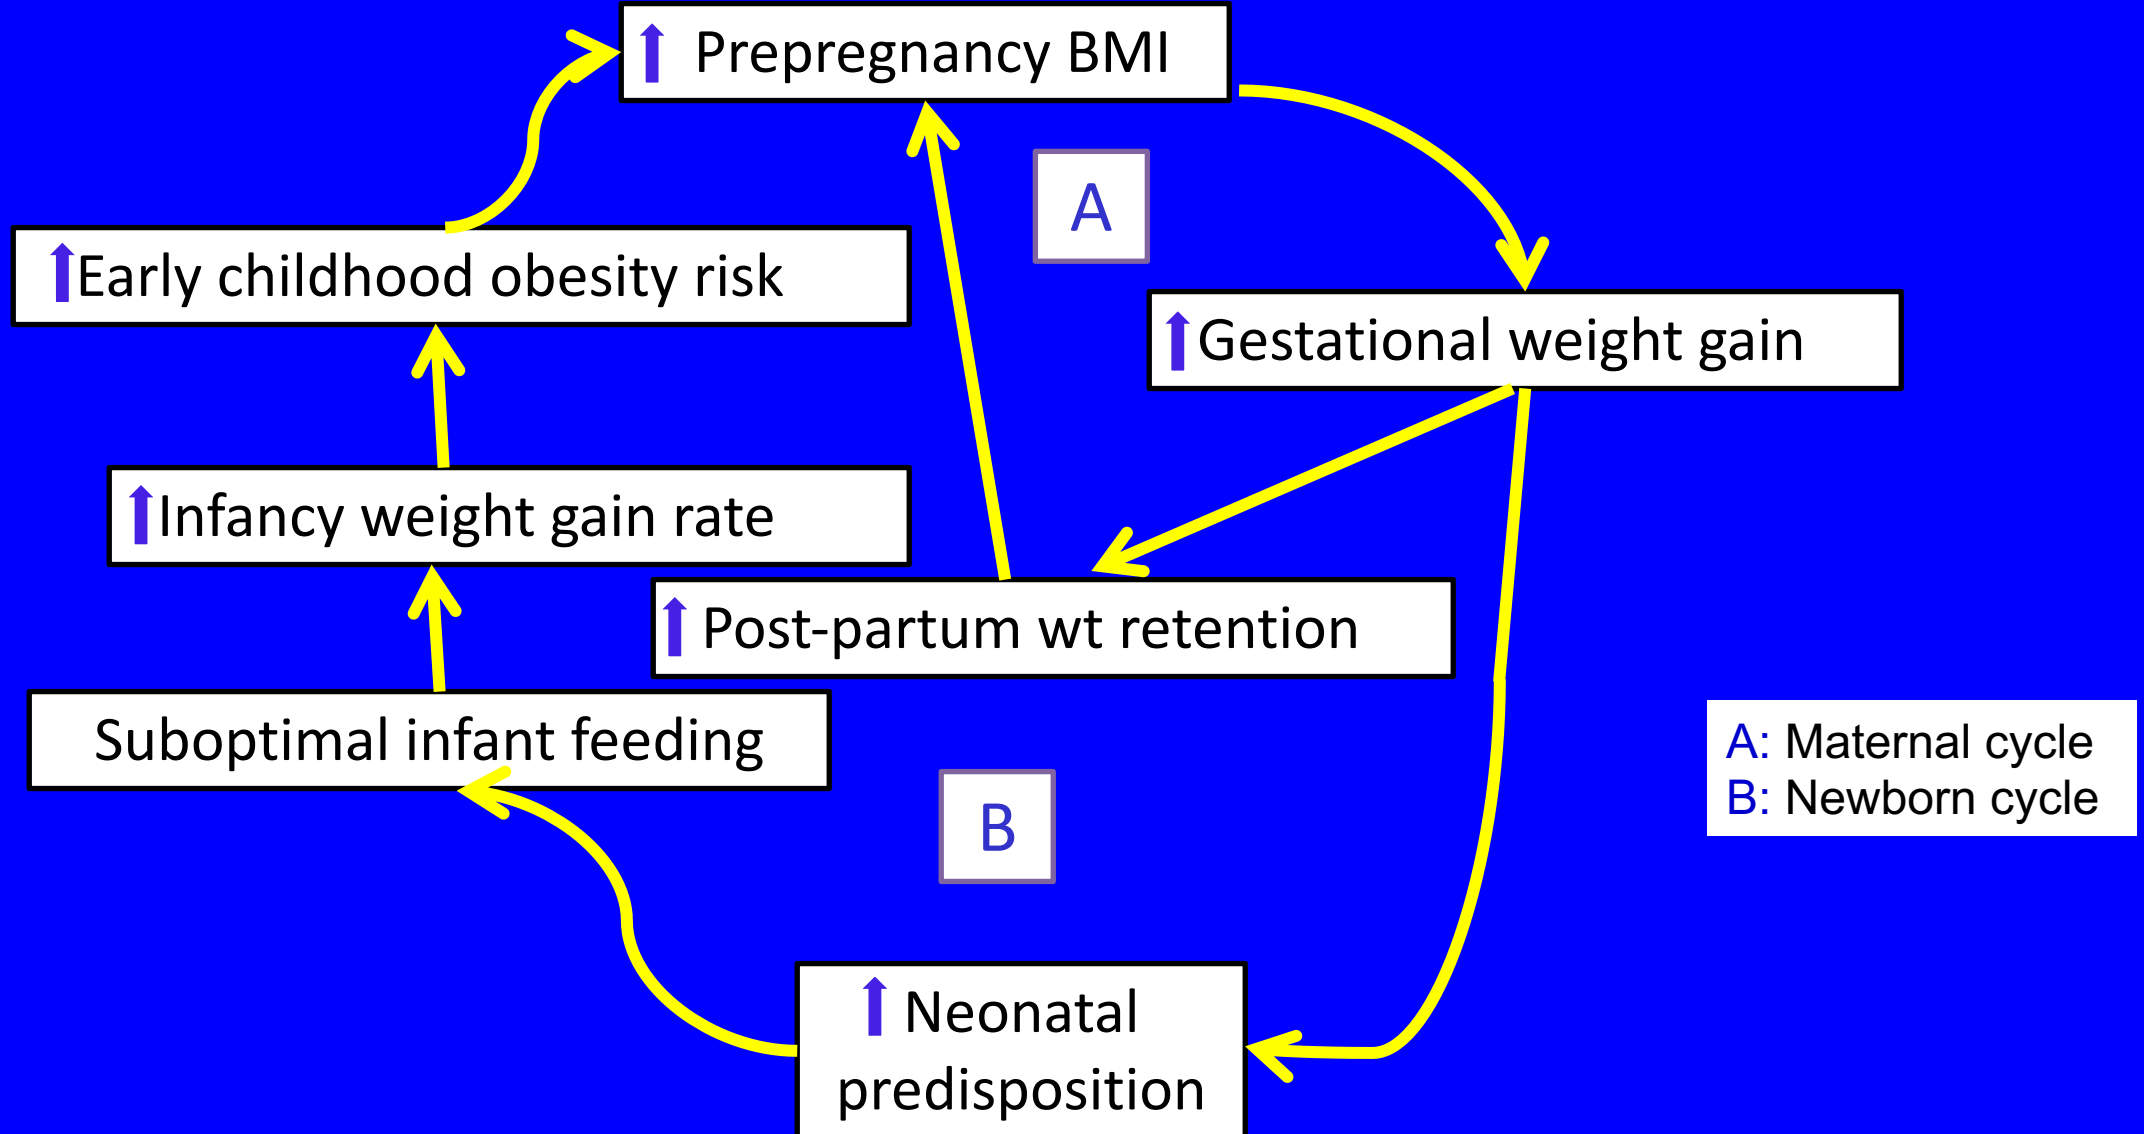 Prepregnancy BMI
A
Early childhood obesity risk
Gestational weight gain
Infancy weight gain rate
Post-partum wt retention
Suboptimal infant feeding
A: Maternal cycle
B: Newborn cycle
B
Neonatal
predisposition